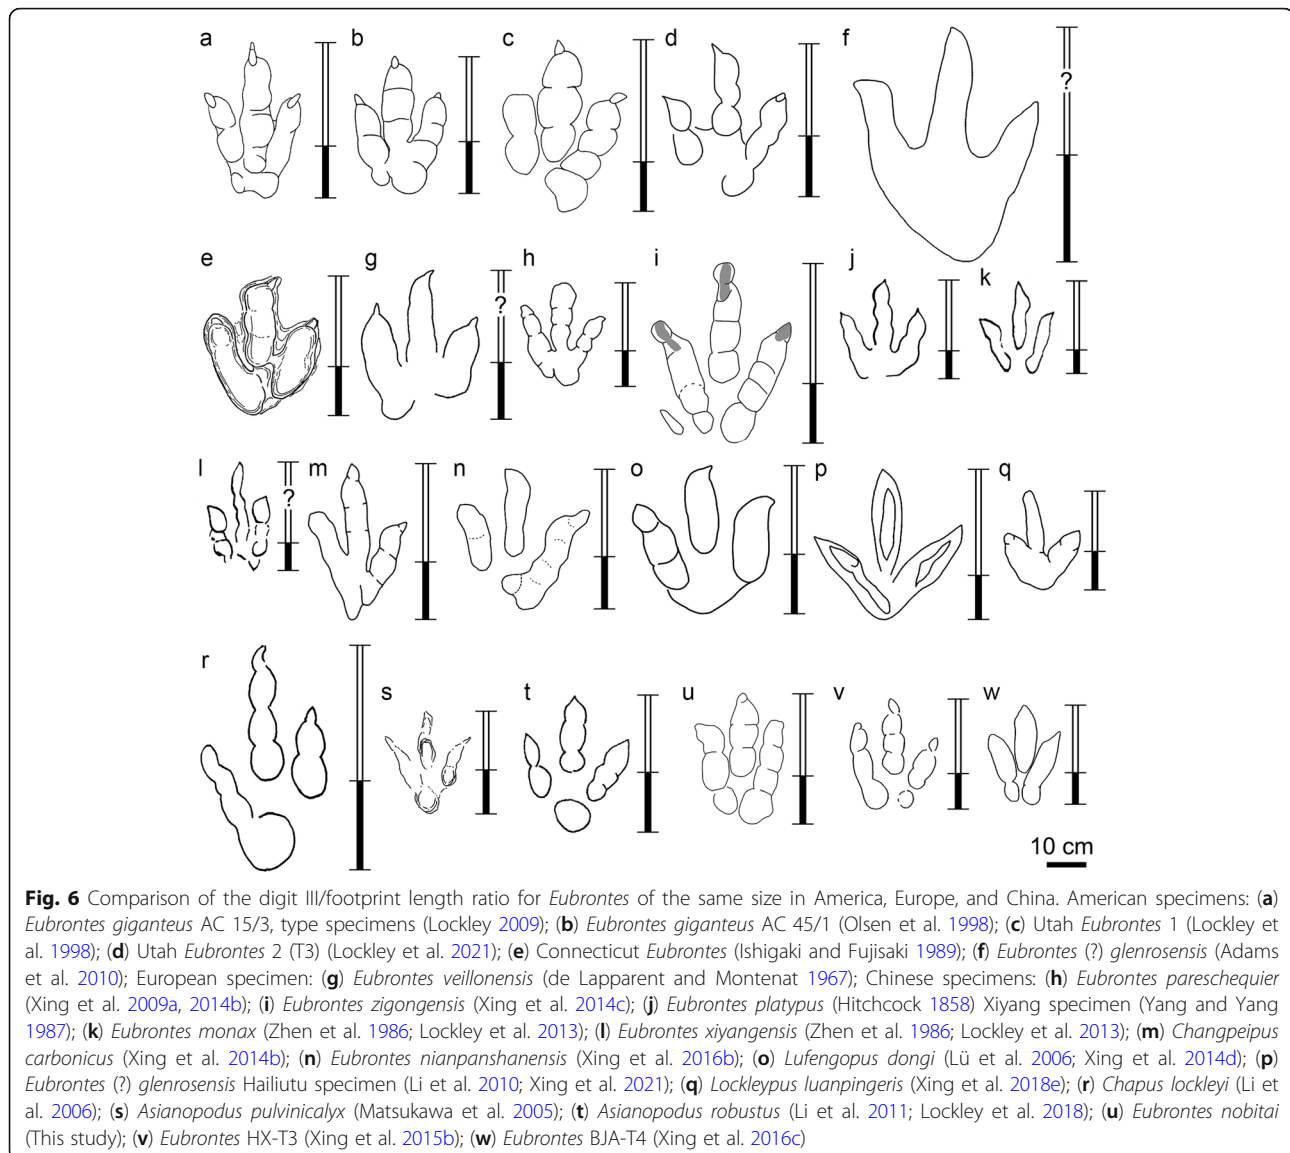 a b c d f
?
e g h i j k
?
l m n o p q
?
r s t u v w
10 cm
Fig. 6 Comparison of the digit III/footprint length ratio for Eubrontes of the same size in America, Europe, and China. American specimens: (a)
Eubrontes giganteus AC 15/3, type specimens (Lockley 2009); (b) Eubrontes giganteus AC 45/1 (Olsen et al. 1998); (c) Utah Eubrontes 1 (Lockley
et al. 1998); (d) Utah Eubrontes 2 (T3) (Lockley et al. 2021); (e) Connecticut Eubrontes (Ishigaki and Fujisaki 1989); (f) Eubrontes (?) glenrosensis (Adams
et al. 2010); European specimen: (g) Eubrontes veillonensis (de Lapparent and Montenat 1967); Chinese specimens: (h) Eubrontes pareschequier
(Xing et al. 2009a, 2014b); (i) Eubrontes zigongensis (Xing et al. 2014c); (j) Eubrontes platypus (Hitchcock 1858) Xiyang specimen (Yang and Yang
1987); (k) Eubrontes monax (Zhen et al. 1986; Lockley et al. 2013); (l) Eubrontes xiyangensis (Zhen et al. 1986; Lockley et al. 2013); (m) Changpeipus
carbonicus (Xing et al. 2014b); (n) Eubrontes nianpanshanensis (Xing et al. 2016b); (o) Lufengopus dongi (Lü et al. 2006; Xing et al. 2014d); (p)
Eubrontes (?) glenrosensis Hailiutu specimen (Li et al. 2010; Xing et al. 2021); (q) Lockleypus luanpingeris (Xing et al. 2018e); (r) Chapus lockleyi (Li et
al. 2006); (s) Asianopodus pulvinicalyx (Matsukawa et al. 2005); (t) Asianopodus robustus (Li et al. 2011; Lockley et al. 2018); (u) Eubrontes nobitai
(This study); (v) Eubrontes HX-T3 (Xing et al. 2015b); (w) Eubrontes BJA-T4 (Xing et al. 2016c)